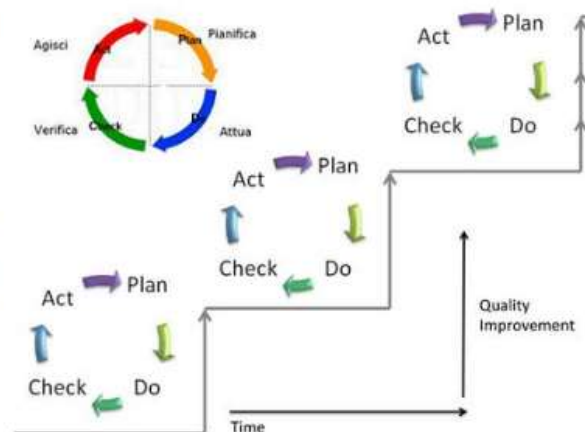 Agisci
Act
Plan
Pianifica
Verifica
Check
Do
Attua
Act
Plan
Check
Do
Act
Plan
Check
Do
Act
Plan
Check
Do
Quality
Improvement
Time